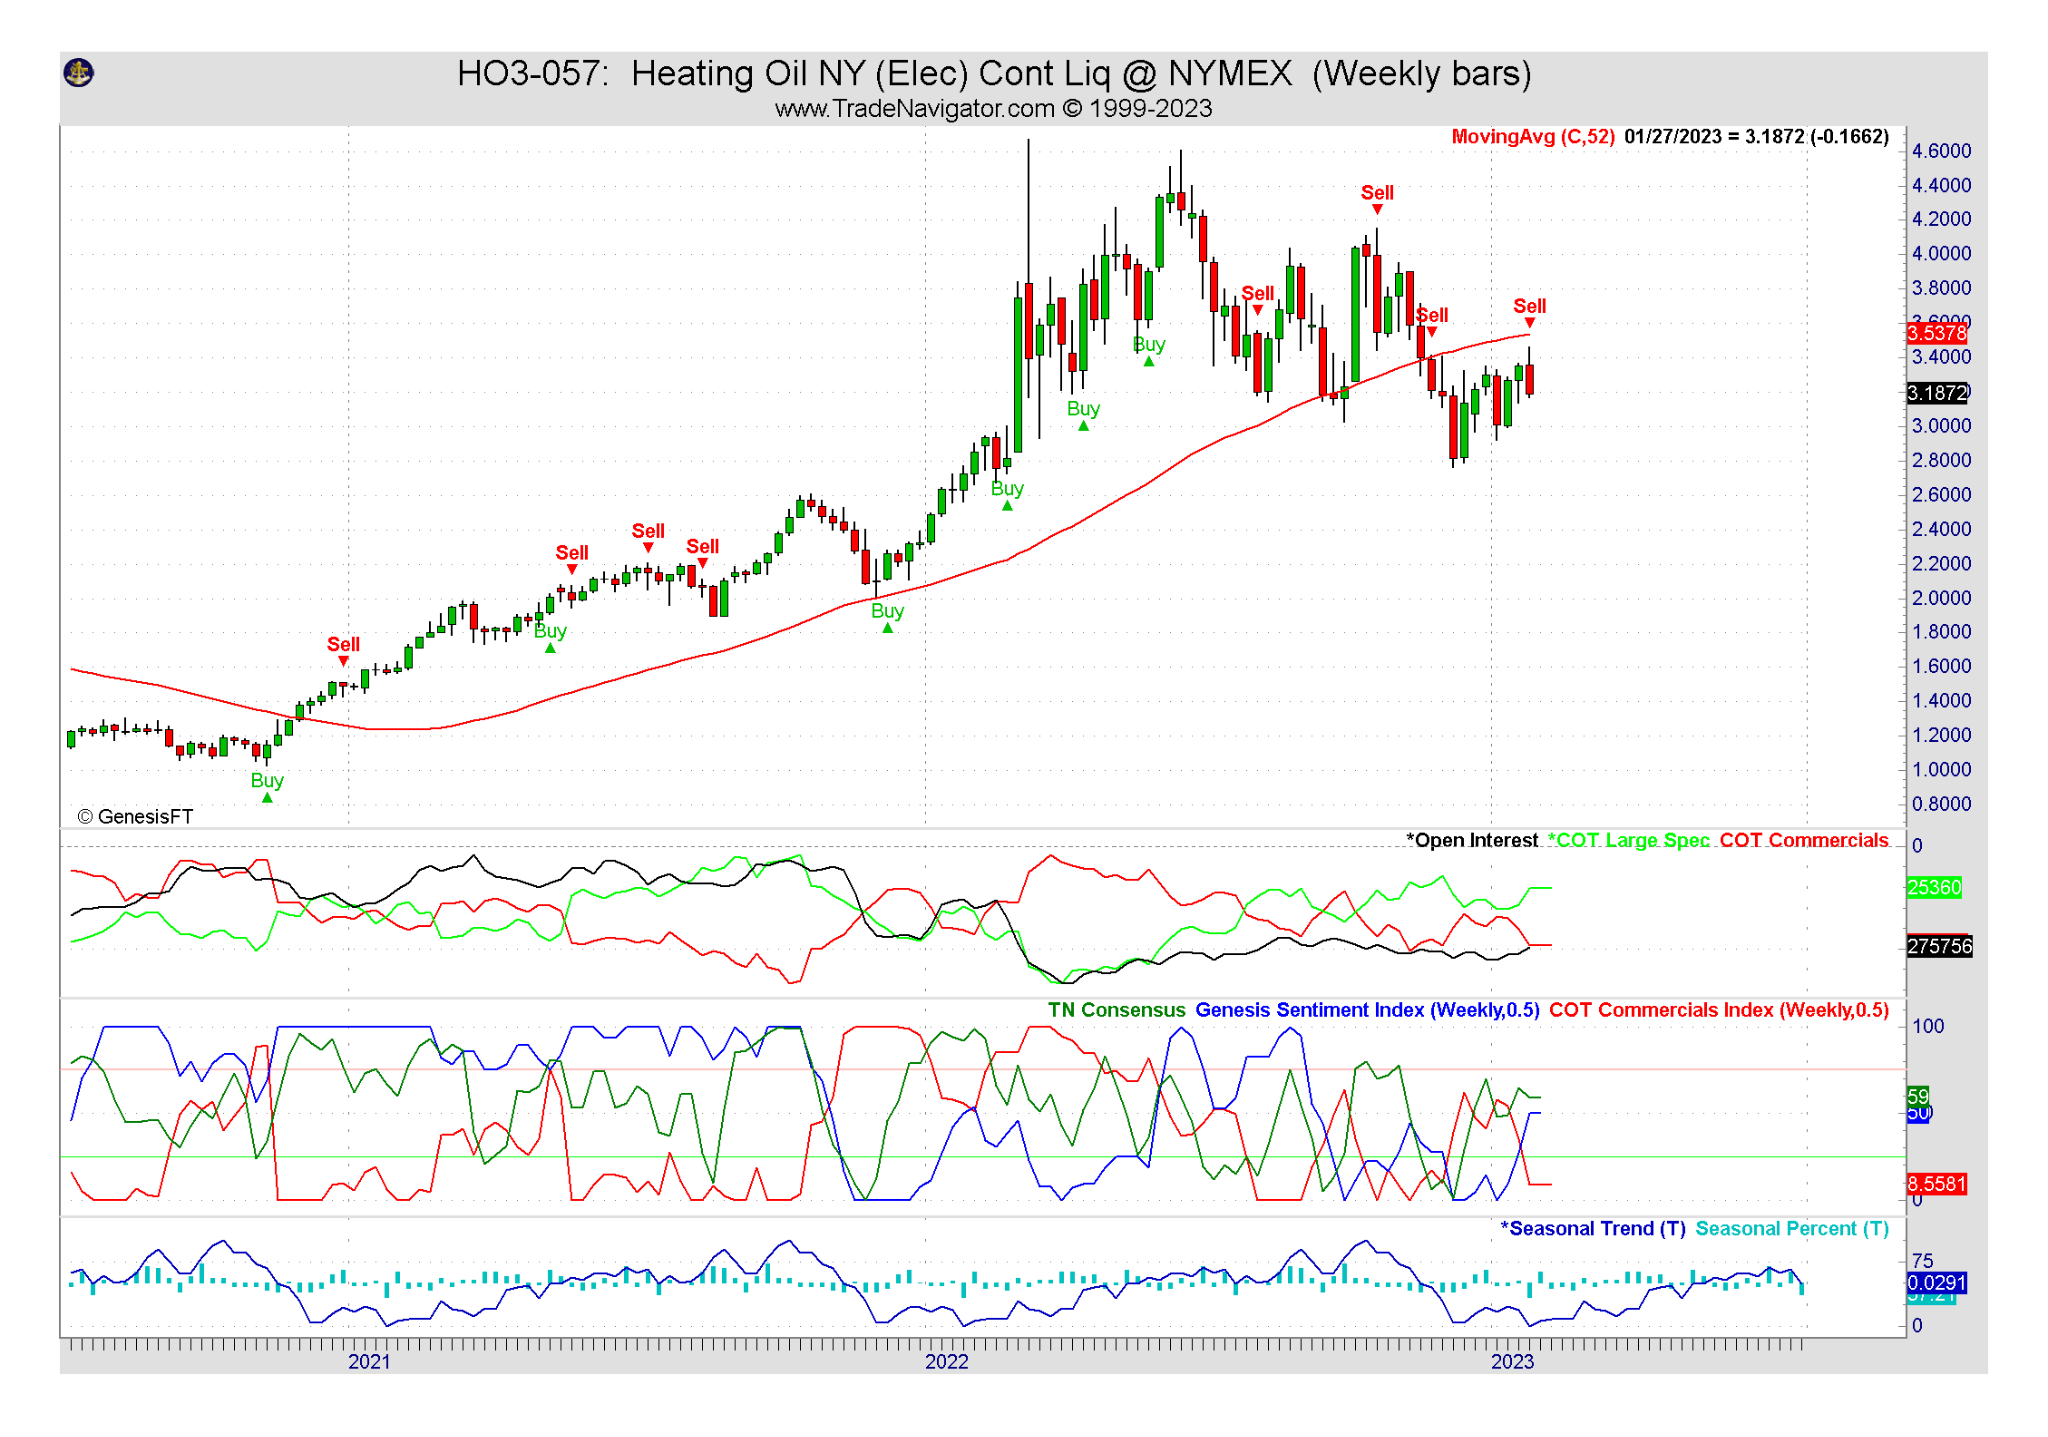 HO3-057: Heating Oil NY (Elec) Cont Liq @ NYMEX (Weekly bars)
www.TradeNavigator.com © 1999-2023
MovingAvg (C,52) 01/27/2023 = 3.1872 (-0.1662)
4.6000
4.4000
Sell
4.2000
4.0000
3.8000
Sell
Sell
Sell
3.6000
3.5378
Buy
3.4000
3.1872
Buy
3.0000
2.8000
Buy
2.6000
Sell
Sell
Sell
2.4000
2.2000
2.0000
Buy
Buy
1.8000
Sell
1.6000
1.4000
1.2000
Buy
1.0000
0.8000
© GenesisFT
*Open Interest *COT Large Spec COT Commercials
0
25360
275756
TN Consensus Genesis Sentiment Index (Weekly,0.5) COT Commercials Index (Weekly,0.5)
100
59
50
8.5581
0
*Seasonal Trend (T) Seasonal Percent (T)
75
0.0291
0
2021 2022 2023